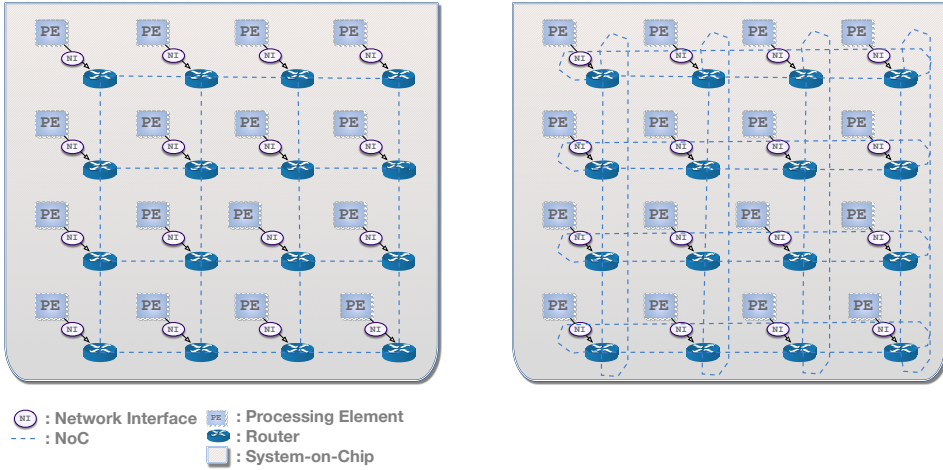 PE PE PE PE PE PE PE PE
NI NI NI NI NI NI NI NI
PE PE PE PE PE PE PE PE
NI NI NI NI NI NI NI NI
PE PE PE PE PE PE PE PE
NI NI NI NI NI NI NI NI
PE PE PE PE PE PE PE PE
NI NI NI NI NI NI NI NI
NI : Network Interface PE : Processing Element
: NoC : Router
: System-on-Chip